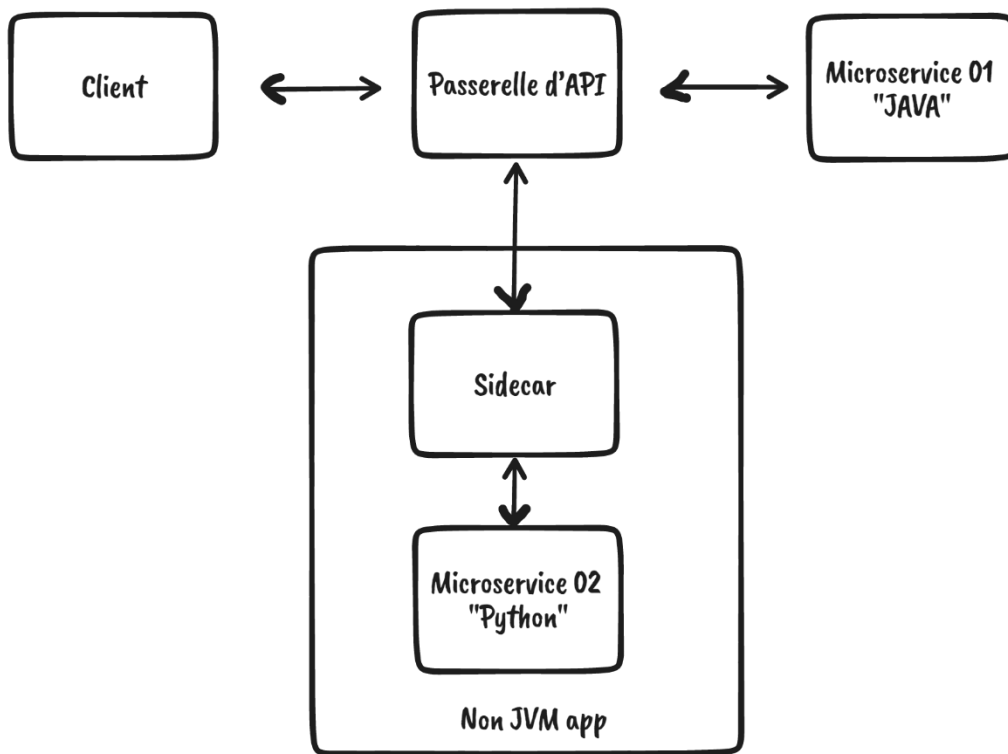 Client
Passerelle d'API
Microservice 01
"JAVA"
Sidecar
Microservice 02
"Python"
Non JVM app